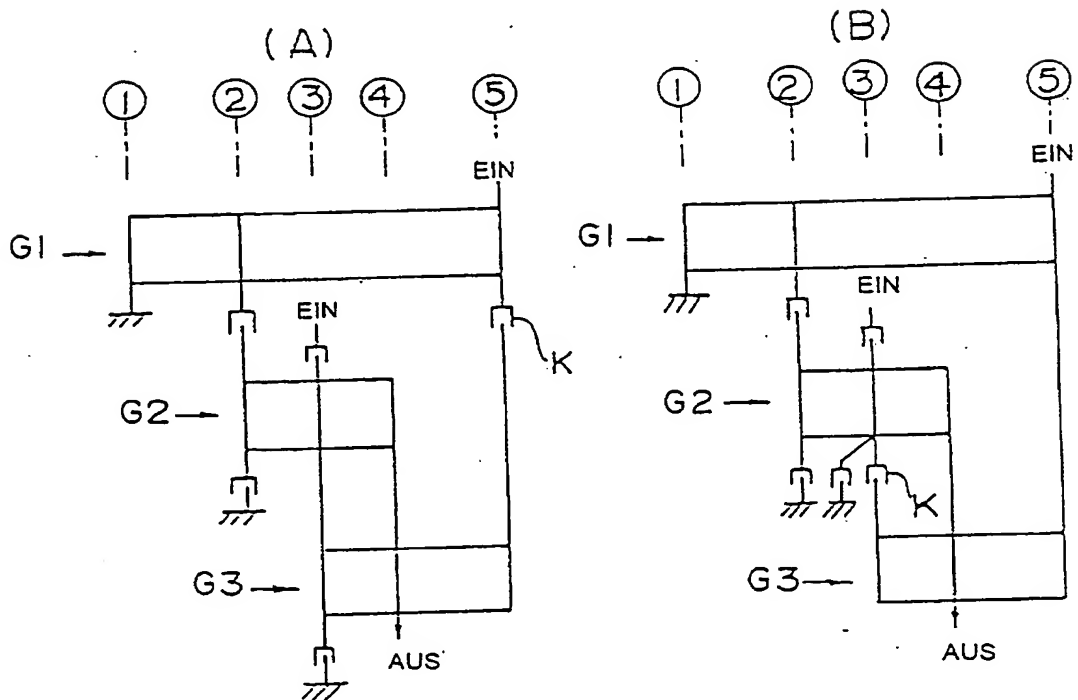 (A)
① ② ③ ④ ⑤
EIN
G1
EIN
K
G2
G3
AUS
(B)
① ② ③ ④ ⑤
EIN
G1
EIN
G2
K
G3
AUS